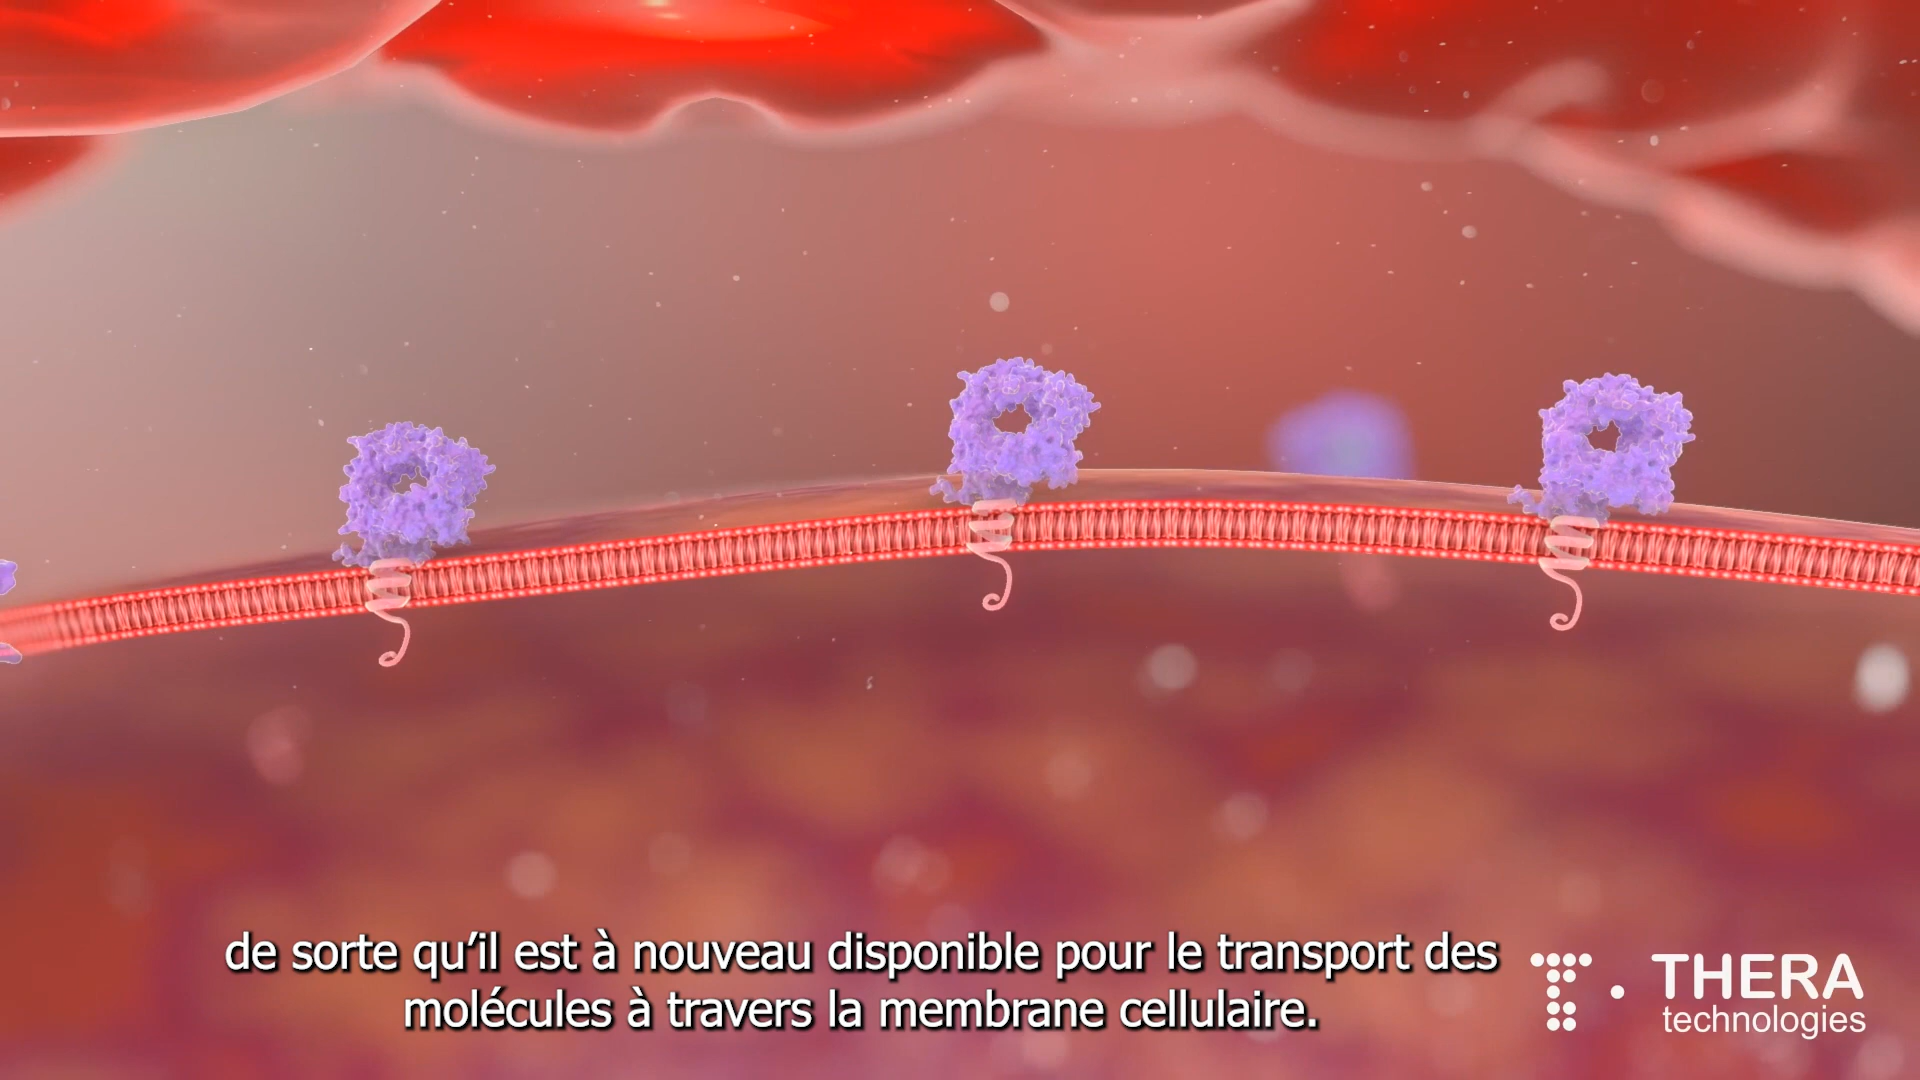 de sorte qu’il est à nouveau disponible pour le transport des
molécules à travers la membrane cellulaire.
THERA
technologies